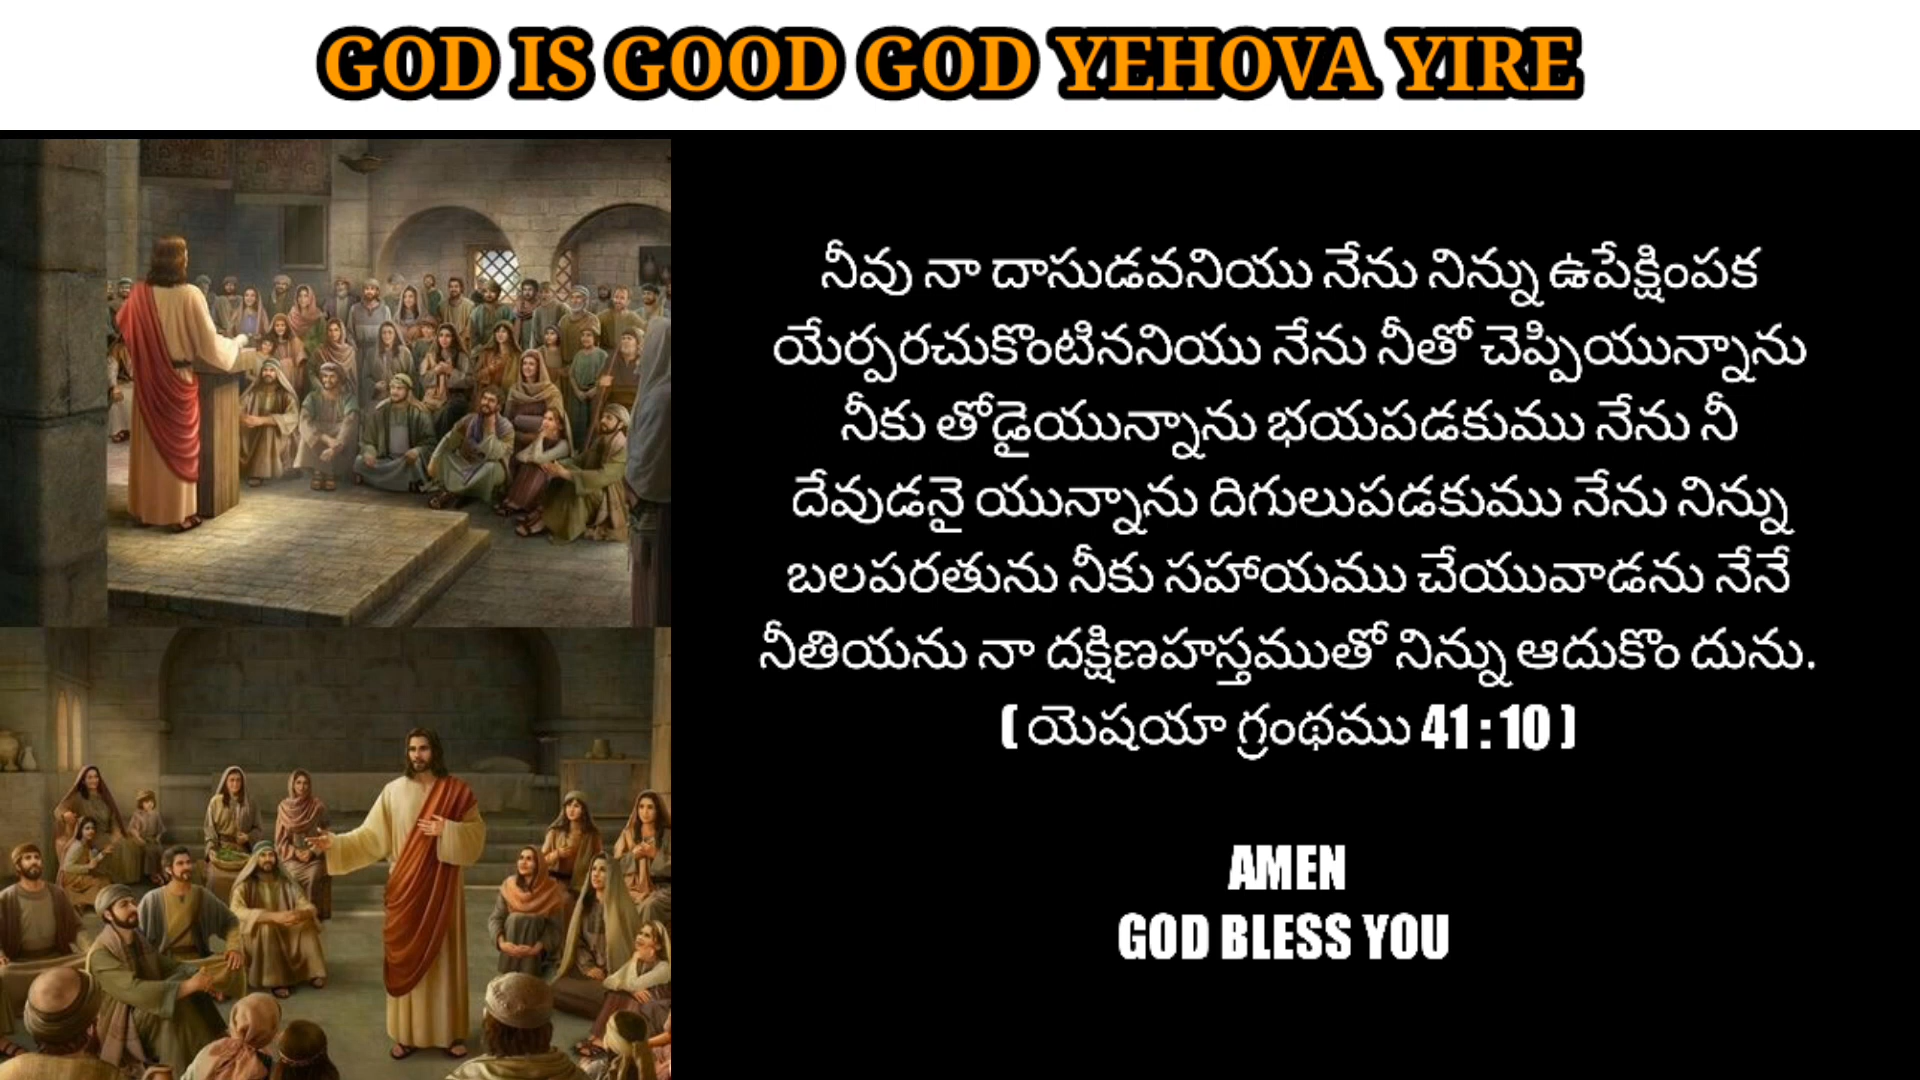 GOD IS GOOD GOD YEHOVA YIRE
నీవు నా దాసుడవనియు నేను నిన్ను ఉపేక్షింపక
యేర్పరచుకొంటిననియు నేను నీతో చెప్పియున్నాను
నీకు తోడైయున్నాను భయపడకుము నేను నీ
దేవుడనై యున్నాను దిగులుపడకుము నేను నిన్ను
బలపరతును నీకు సహాయము చేయువాడను నేనే
నీతియను నా దక్షిణహస్తముతో నిన్ను ఆదుకొం దును.
( యెషయా గ్రంథము 41 : 10 )
AMEN
GOD BLESS YOU